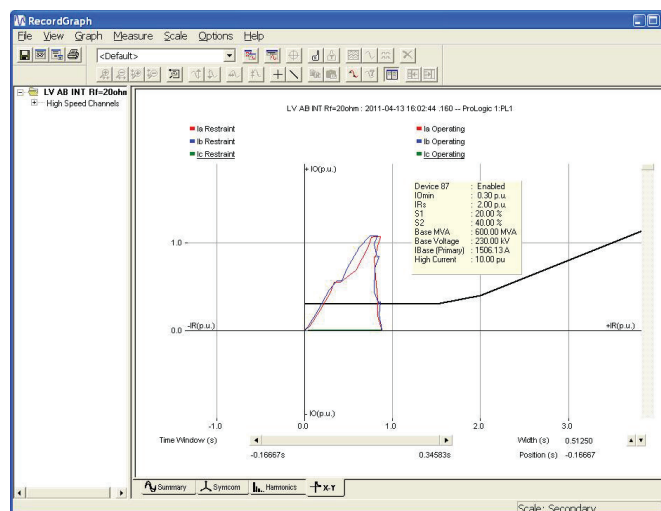 RecordGraph
File View Graph Measure Scale Options Help
<Default>
LV AB INT Rf=20ohm
High Speed Channels
LV AB INT Rf=20ohm : 2011-04-13 16:02:44 .160 -- ProLogic 1:PL1
Ia Restraint Ia Operating
Ib Restraint Ib Operating
Ic Restraint Ic Operating
+ IO(p.u.)
Device 87 : Enabled
IOmin : 0.30 p.u.
IRs : 2.00 p.u.
S1 : 20.00 %
S2 : 40.00 %
Base MVA : 600.00 MVA
Base Voltage : 230.00 kV
IBase (Primary) : 1506.13 A
High Current : 10.00 pu
1.0
0.0
-IR(p.u.) +IR(p.u.)
- IO(p.u.)
-1.0 0.0 1.0 2.0 3.0
Time Window (s) Width (s) 0.51250
-0.16667s 0.34583s Position (s) -0.16667
Summary Symcom Harmonics X-Y
Scale: Secondary